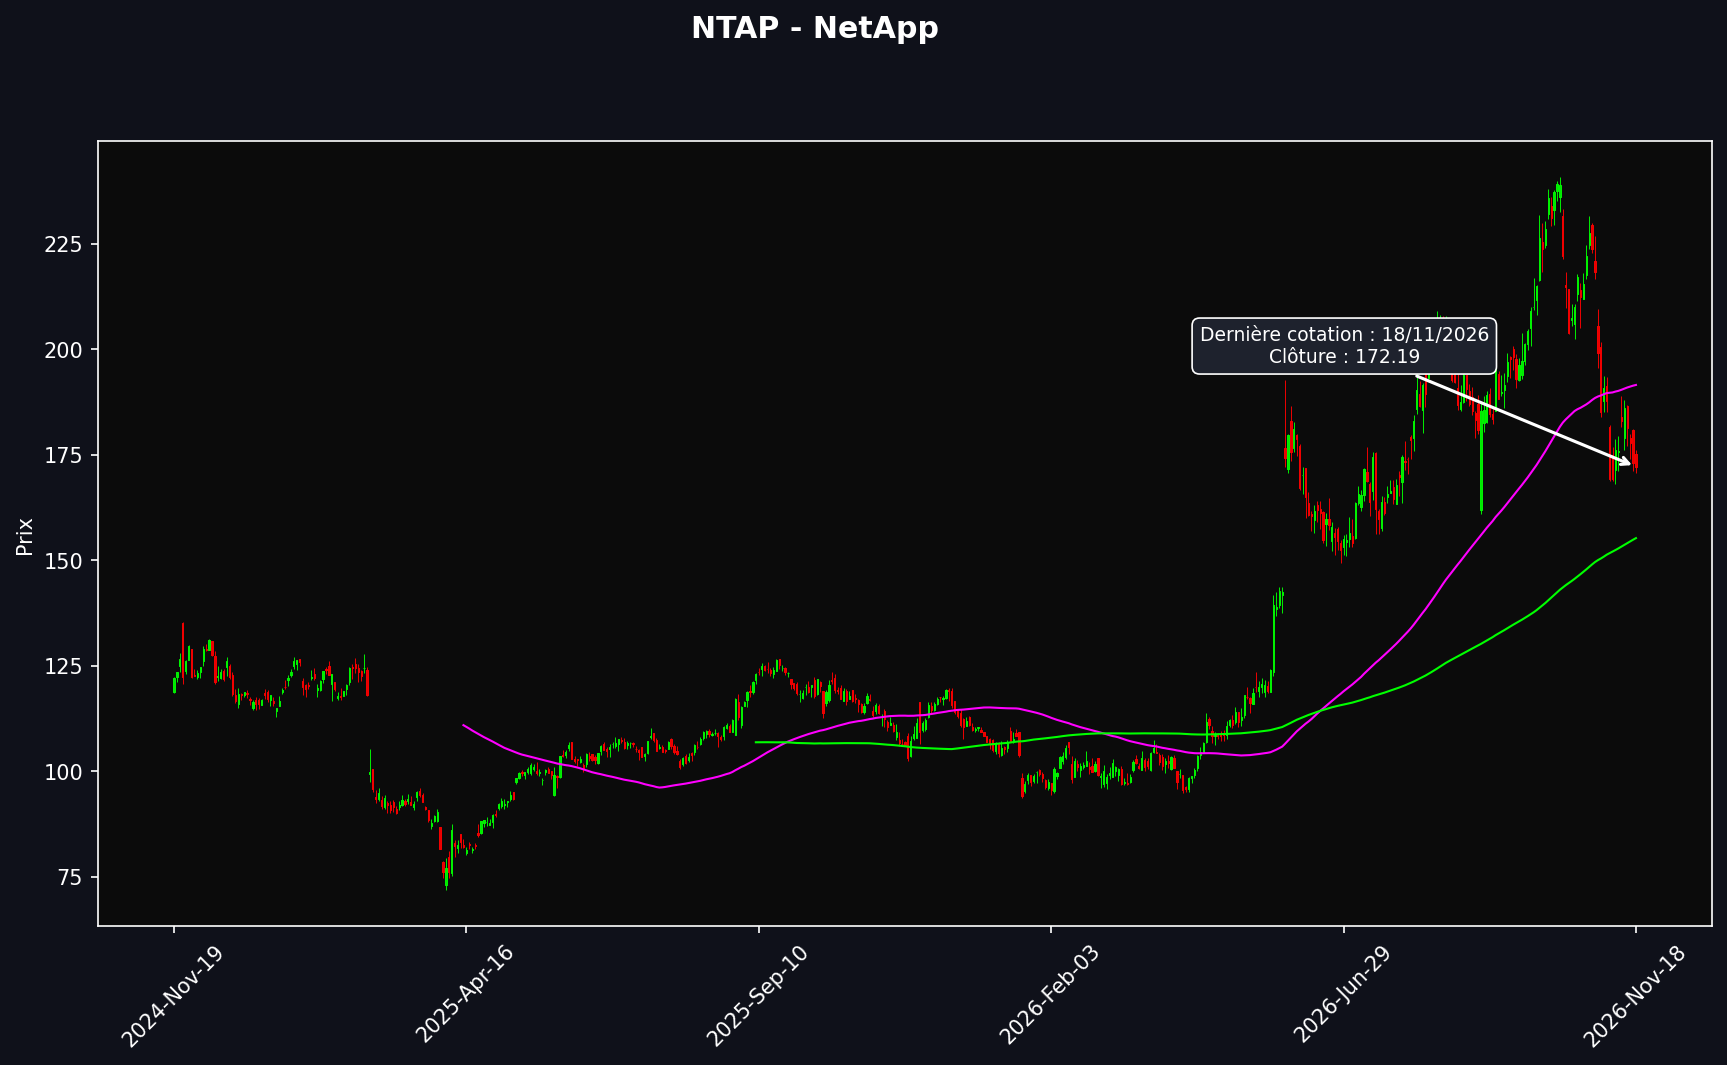 NTAP - NetApp
Prix
225
200
175
150
125
100
75
Dernière cotation : 18/11/2026
Clôture : 172.19
2024-Nov-19
2025-Apr-16
2025-Sep-10
2026-Feb-03
2026-Jun-29
2026-Nov-18